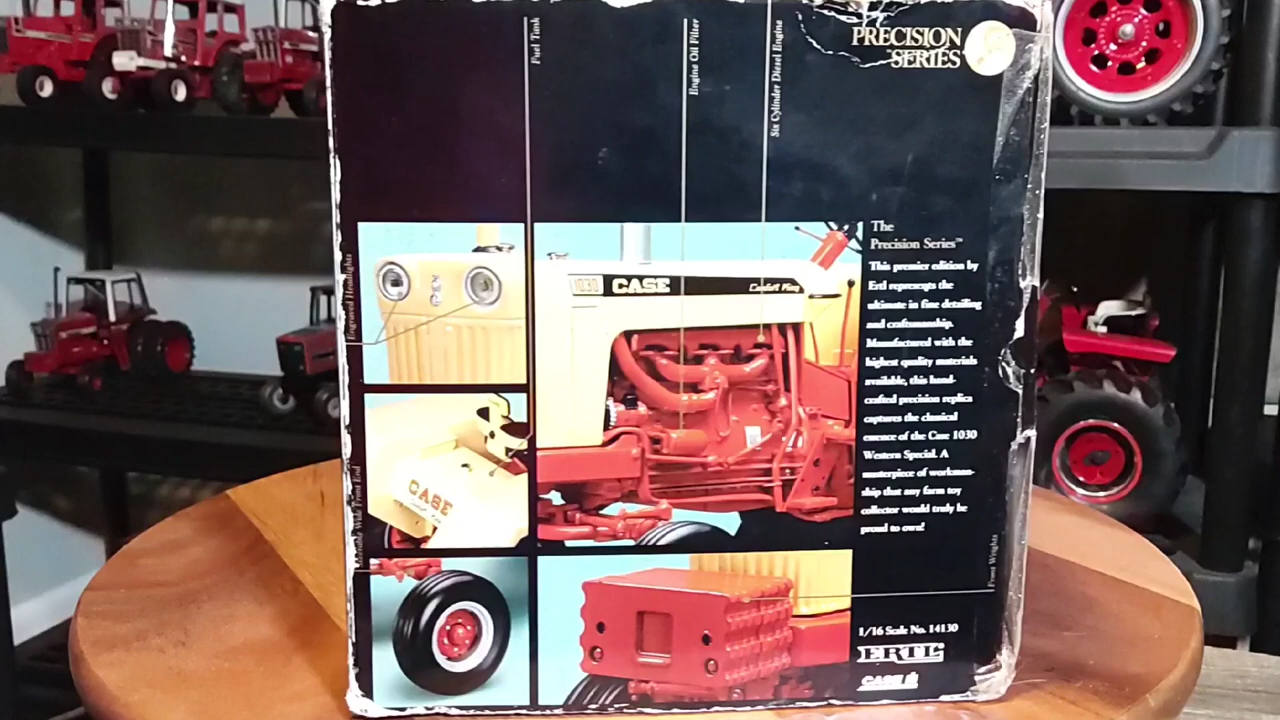 Fuel Tank
Engine Oil Filter
Six Cylinder Diesel Engine
PRECISION
SERIES
Engraved Headlights
1030 CASE Comfort King
The
Precision Series™
This premier edition by
Ertl represents the
ultimate in fine detailing
and craftsmanship.
Manufactured with the
highest quality materials
available, this hand-
crafted precision replica
captures the classical
essence of the Case 1030
Western Special. A
masterpiece of workman-
ship that any farm toy
collector would truly be
proud to own!
CASE
Wide Front End
Front Weights
1/16 Scale No. 14130
ERTL
CASE IH